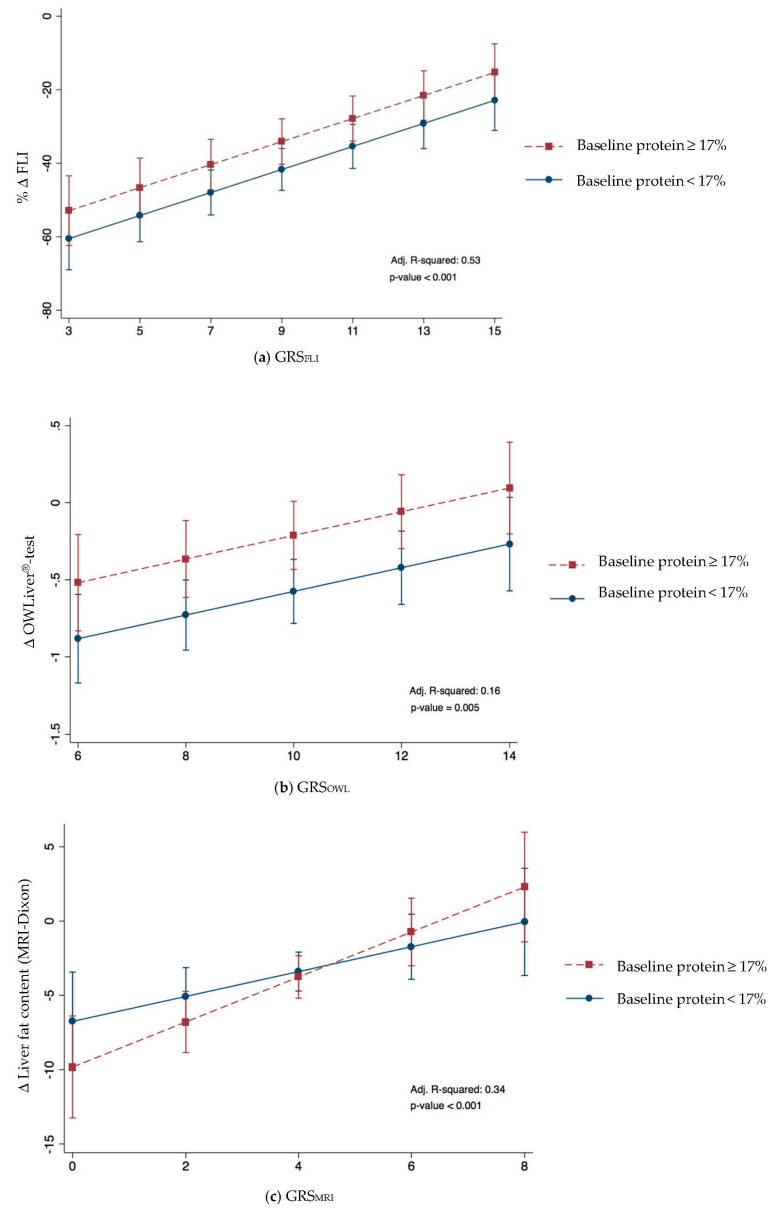 0
-20
-40
-60
-80
% Δ FLI
Baseline protein ≥ 17%
Baseline protein < 17%
Adj. R-squared: 0.53
p-value < 0.001
3 5 7 9 11 13 15
(a) GRSFLI
.5
0
-.5
-1
-1.5
Δ OWLiver®-test
Baseline protein ≥ 17%
Baseline protein < 17%
Adj. R-squared: 0.16
p-value = 0.005
6 8 10 12 14
(b) GRSOWL
5
0
-5
-10
-15
Δ Liver fat content (MRI-Dixon)
Baseline protein ≥ 17%
Baseline protein < 17%
Adj. R-squared: 0.34
p-value < 0.001
0 2 4 6 8
(c) GRSMRI